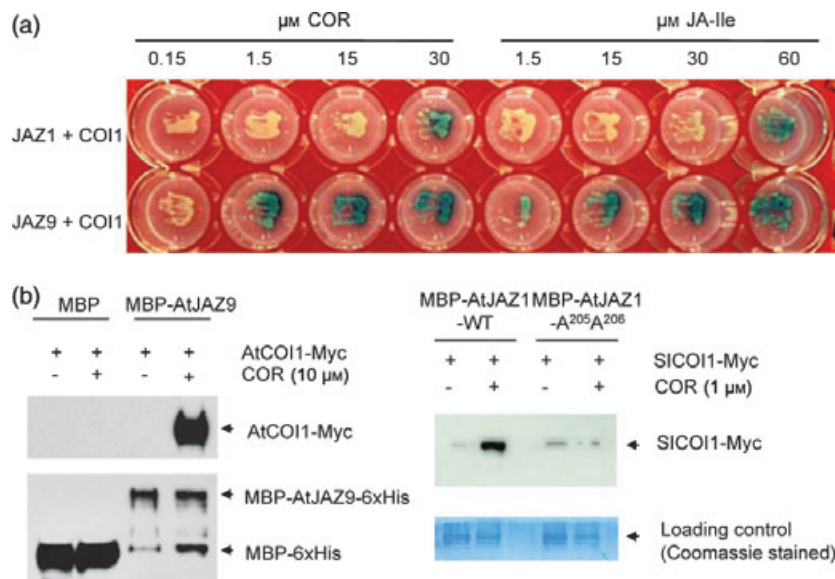 (a)
μM COR μM JA-Ile
0.15 1.5 15 30 1.5 15 30 60
JAZ1 + COI1
JAZ9 + COI1
(b)
MBP MBP-AtJAZ9
+ + + + AtCOI1-Myc
- + - + COR (10 μM)
AtCOI1-Myc
MBP-AtJAZ9-6xHis
MBP-6xHis
MBP-AtJAZ1 MBP-AtJAZ1
-WT -A²⁰⁵A²⁰⁶
+ + + + SlCOI1-Myc
- + - + COR (1 μM)
SlCOI1-Myc
Loading control
(Coomassie stained)